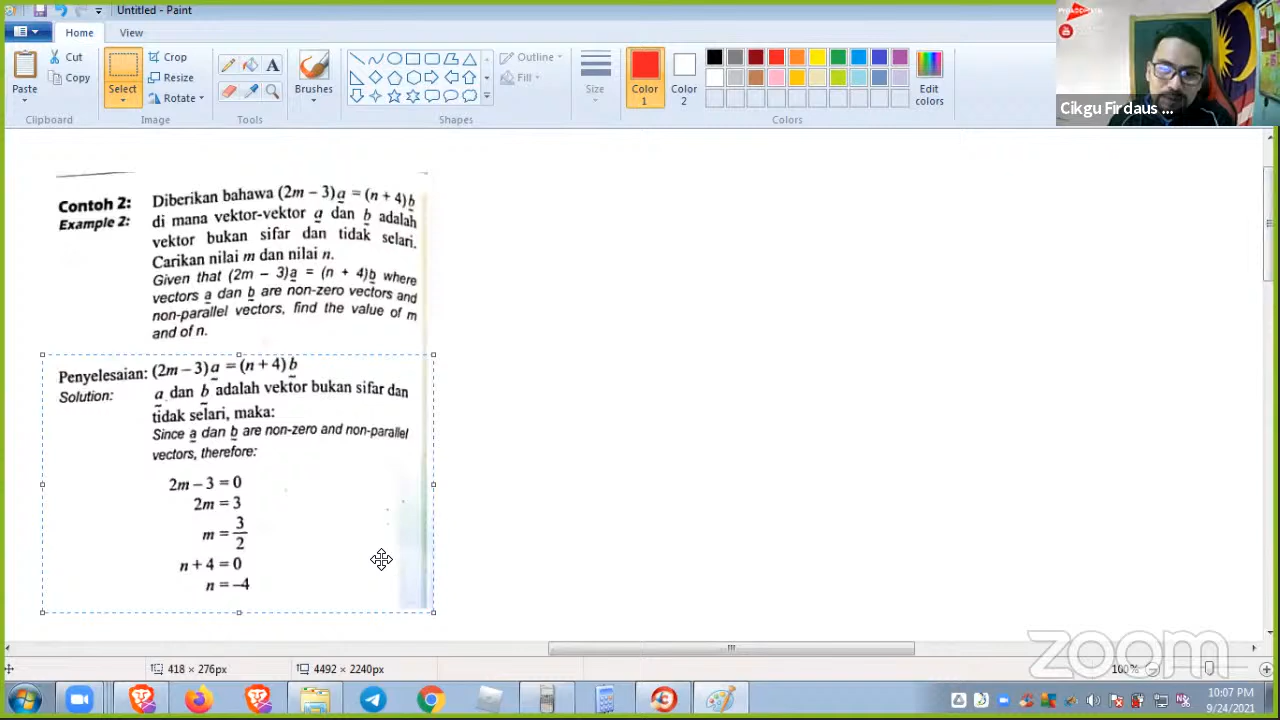 Untitled - Paint
Home
View
Paste
Cut
Copy
Clipboard
Select
Crop
Resize
Rotate
Image
Tools
Brushes
Shapes
Outline
Fill
Size
Color 1
Color 2
Edit colors
Colors
Cikgu Firdaus ...
Contoh 2: Diberikan bahawa (2m – 3)a = (n + 4)b
Example 2: di mana vektor-vektor a dan b adalah
vektor bukan sifar dan tidak selari.
Carikan nilai m dan nilai n.
Given that (2m – 3)a = (n + 4)b where
vectors a dan b are non-zero vectors and
non-parallel vectors, find the value of m
and of n.
Penyelesaian: (2m – 3)a = (n + 4)b
Solution: a dan b adalah vektor bukan sifar dan
tidak selari, maka:
Since a dan b are non-zero and non-parallel
vectors, therefore:
2m – 3 = 0
2m = 3
m = 3/2
n + 4 = 0
n = –4
zoom
418 × 276px
4492 × 2240px
100%
10:07 PM
9/24/2021